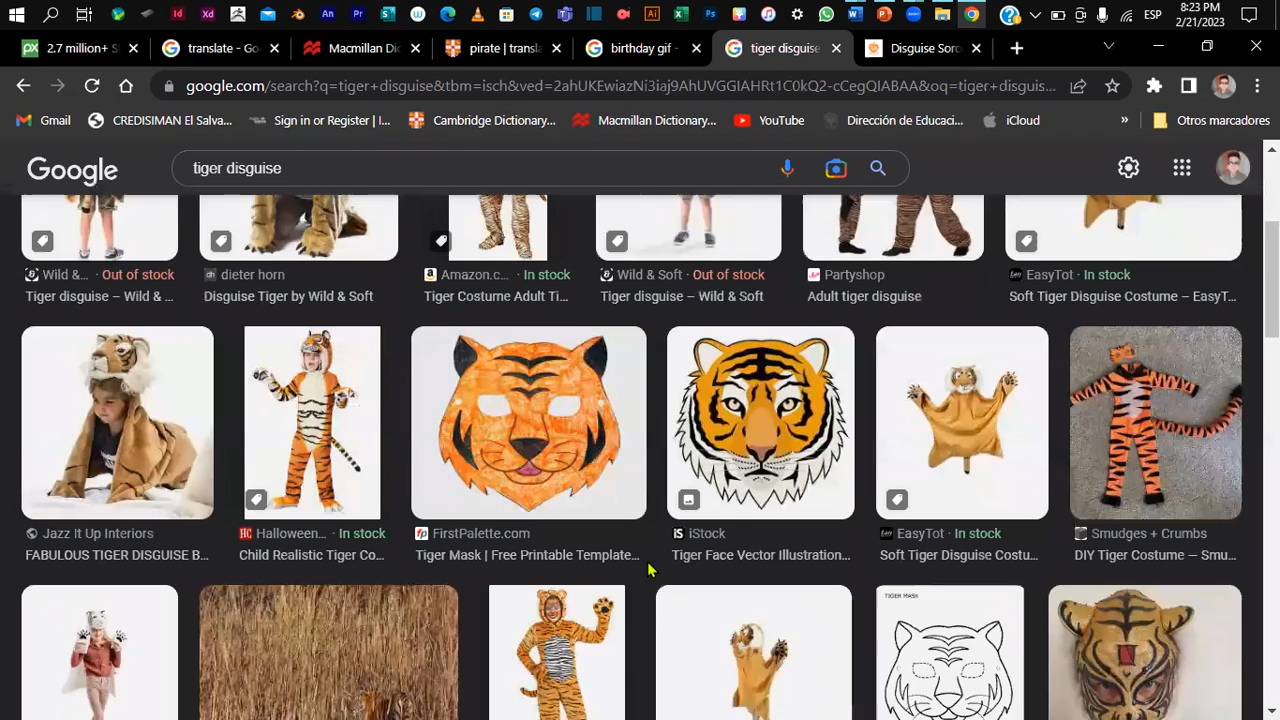 ESP
8:23 PM
2/21/2023
2.7 million+ S
translate - Go
Macmillan Dic
pirate | transl
birthday gif -
tiger disguise
Disguise Sorc
google.com/search?q=tiger+disguise&tbm=isch&ved=2ahUKEwiazNi3iaj9AhUVGGIAHRt1C0kQ2-cCegQIABAA&oq=tiger+disguis...
Gmail
CREDISIMAN El Salva...
Sign in or Register | I...
Cambridge Dictionary...
Macmillan Dictionary...
YouTube
Dirección de Educaci...
iCloud
»
Otros marcadores
Google
tiger disguise
Wild &... · Out of stock
dieter horn
Amazon.c... · In stock
Wild & Soft · Out of stock
Partyshop
EasyTot · In stock
Tiger disguise – Wild & ...
Disguise Tiger by Wild & Soft
Tiger Costume Adult Ti...
Tiger disguise – Wild & Soft
Adult tiger disguise
Soft Tiger Disguise Costume – EasyT...
Jazz It Up Interiors
Halloween... · In stock
FirstPalette.com
iStock
EasyTot · In stock
Smudges + Crumbs
FABULOUS TIGER DISGUISE B...
Child Realistic Tiger Co...
Tiger Mask | Free Printable Template...
Tiger Face Vector Illustration...
Soft Tiger Disguise Costu...
DIY Tiger Costume — Smu...
TIGER MASK